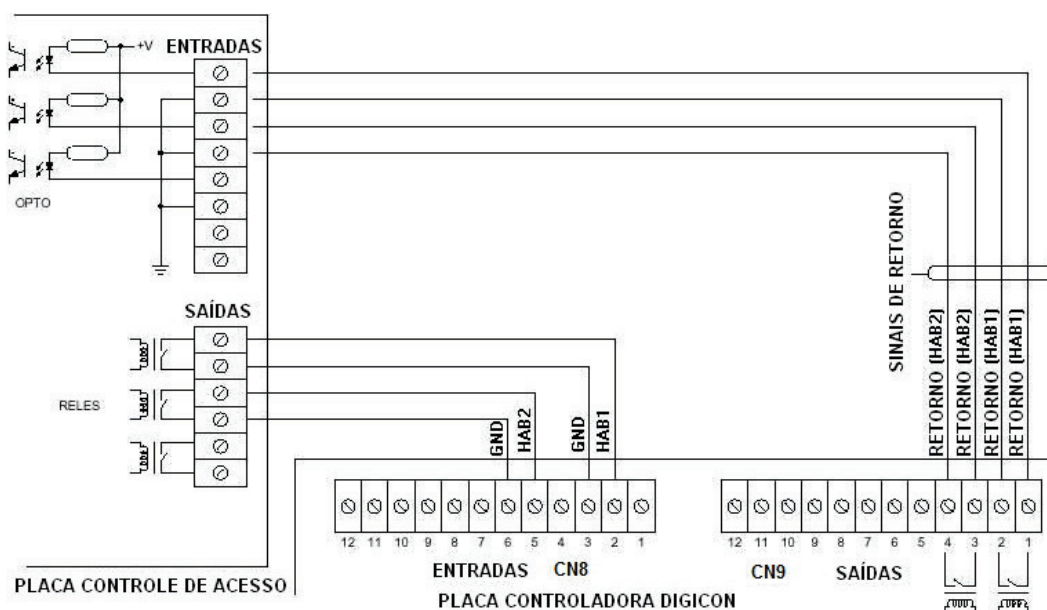 +V
ENTRADAS
OPTO
SAÍDAS
RELES
SINAIS DE RETORNO
RETORNO (HAB2)
RETORNO (HAB2)
RETORNO (HAB1)
RETORNO (HAB1)
GND
HAB2
GND
HAB1
12 11 10 9 8 7 6 5 4 3 2 1
12 11 10 9 8 7 6 5 4 3 2 1
ENTRADAS CN8
CN9 SAÍDAS
PLACA CONTROLE DE ACESSO
PLACA CONTROLADORA DIGICON